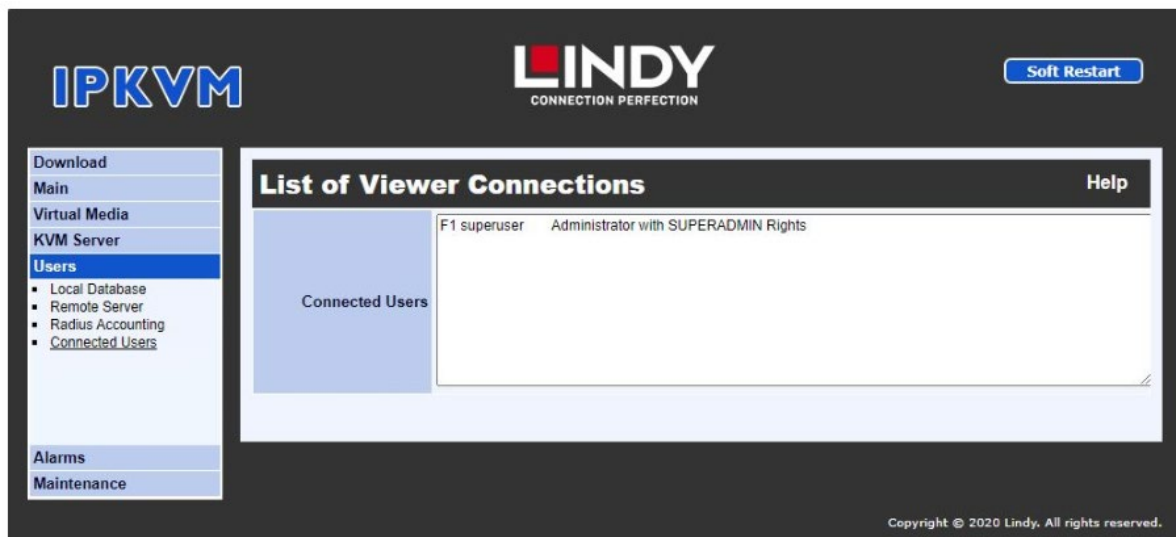 IPKVM
LINDY
CONNECTION PERFECTION
Soft Restart
Download
Main
Virtual Media
KVM Server
Users
Local Database
Remote Server
Radius Accounting
Connected Users
Alarms
Maintenance
List of Viewer Connections
Help
Connected Users
F1 superuser Administrator with SUPERADMIN Rights
Copyright © 2020 Lindy. All rights reserved.